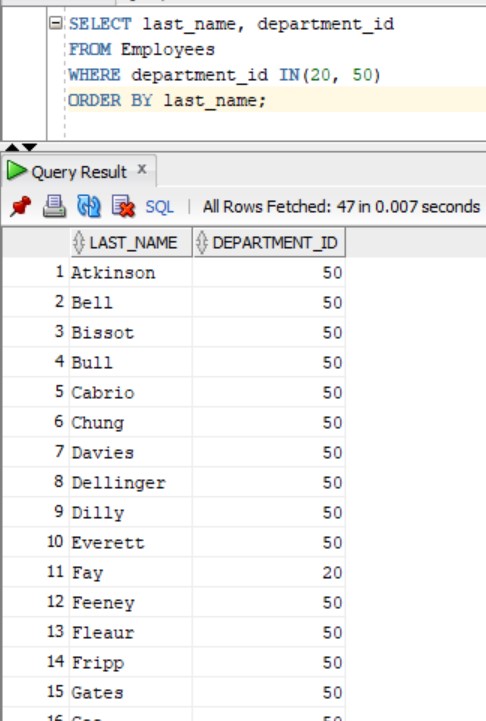 SELECT last_name, department_id
FROM Employees
WHERE department_id IN(20, 50)
ORDER BY last_name;
Query Result x
SQL | All Rows Fetched: 47 in 0.007 seconds
LAST_NAME DEPARTMENT_ID
1 Atkinson 50
2 Bell 50
3 Bissot 50
4 Bull 50
5 Cabrio 50
6 Chung 50
7 Davies 50
8 Dellinger 50
9 Dilly 50
10 Everett 50
11 Fay 20
12 Feeney 50
13 Fleaur 50
14 Fripp 50
15 Gates 50
16